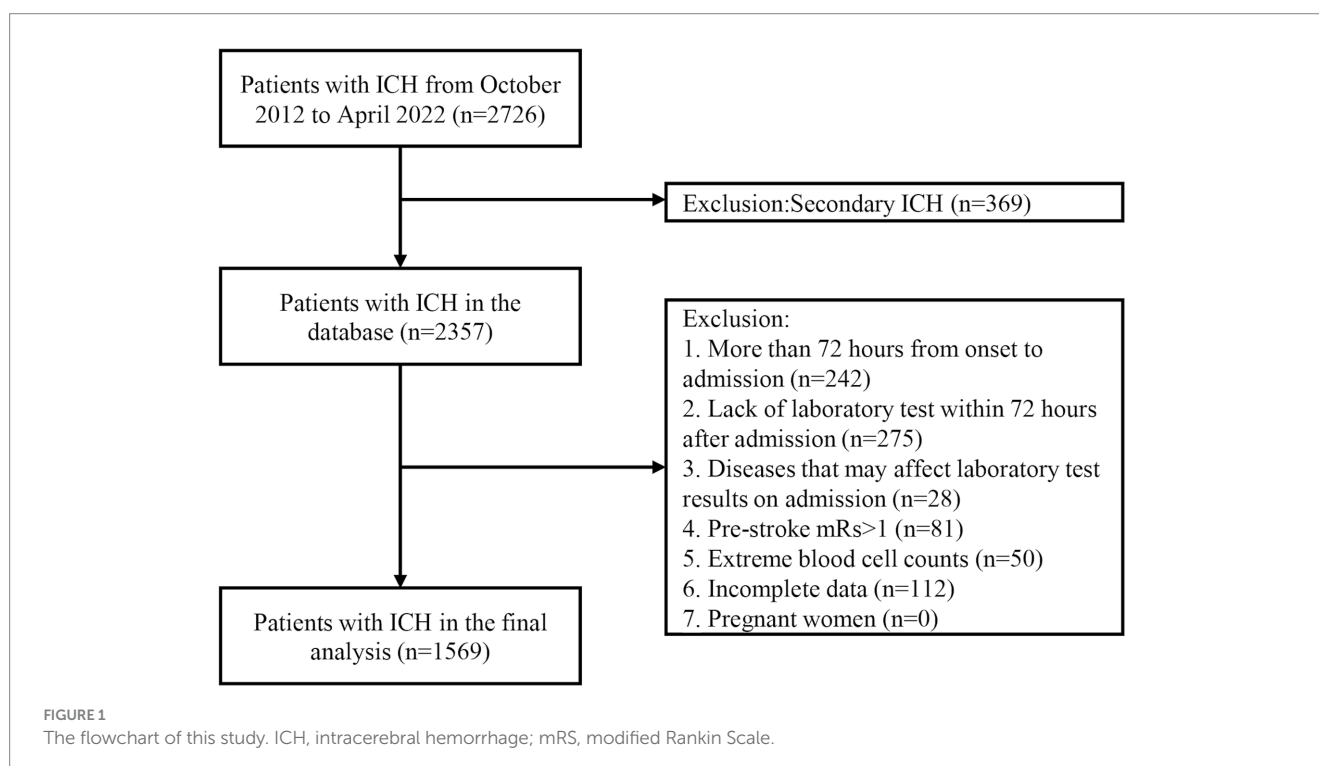 Patients with ICH from October
2012 to April 2022 (n=2726)
Exclusion:Secondary ICH (n=369)
Patients with ICH in the
database (n=2357)
Exclusion:
1. More than 72 hours from onset to
admission (n=242)
2. Lack of laboratory test within 72 hours
after admission (n=275)
3. Diseases that may affect laboratory test
results on admission (n=28)
4. Pre-stroke mRs>1 (n=81)
5. Extreme blood cell counts (n=50)
6. Incomplete data (n=112)
7. Pregnant women (n=0)
Patients with ICH in the final
analysis (n=1569)
FIGURE 1
The flowchart of this study. ICH, intracerebral hemorrhage; mRS, modified Rankin Scale.